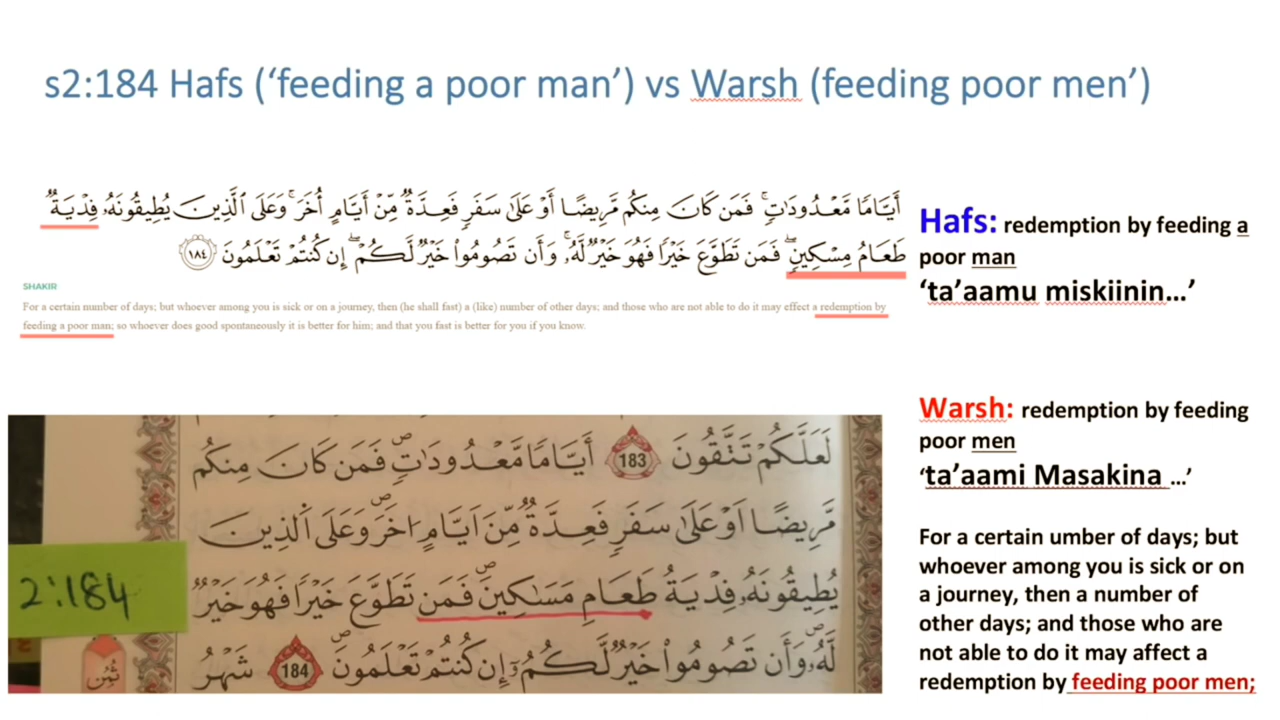 s2:184 Hafs (‘feeding a poor man’) vs Warsh (feeding poor men’)
أَيَّامًا مَّعْدُودَاتٍ ۚ فَمَن كَانَ مِنكُم مَّرِيضًا أَوْ عَلَىٰ سَفَرٍ فَعِدَّةٌ مِّنْ أَيَّامٍ أُخَرَ ۚ وَعَلَى ٱلَّذِينَ يُطِيقُونَهُۥ فِدْيَةٌ
طَعَامُ مِسْكِينٍ ۖ فَمَن تَطَوَّعَ خَيْرًا فَهُوَ خَيْرٌ لَّهُۥ ۚ وَأَن تَصُومُوا۟ خَيْرٌ لَّكُمْ ۖ إِن كُنتُمْ تَعْلَمُونَ ١٨٤
SHAKIR
For a certain number of days; but whoever among you is sick or on a journey, then (he shall fast) a (like) number of other days; and those who are not able to do it may effect a redemption by
feeding a poor man; so whoever does good spontaneously it is better for him; and that you fast is better for you if you know.
Hafs: redemption by feeding a
poor man
‘ta’aamu miskiinin…’
لَعَلَّكُمْ تَتَّقُونَ 183 أَيَّامًا مَّعْدُودَٰتٍ ۖ فَمَن كَانَ مِنكُم
مَّرِيضًا اَوْ عَلَىٰ سَفَرٍ فَعِدَّةٌ مِّنَ اَيَّامٍ اُخَرَ ۖ وَعَلَى اَلذِينَ
يُطِيقُونَهُۥ فِدْيَةُ طَعَامِ مَسَٰكِينَ ۖ فَمَن تَطَوَّعَ خَيْرًا فَهُوَ خَيْرٌ
لَّهُۥ ۖ وَأَن تَصُومُواْ خَيْرٌ لَّكُمُۥٓ إِن كُنتُمْ تَعْلَمُونَ ۖ 184 شَهْرُ
2:184
ثُمُن
Warsh: redemption by feeding
poor men
‘ta’aami Masakina …’
For a certain umber of days; but
whoever among you is sick or on
a journey, then a number of
other days; and those who are
not able to do it may affect a
redemption by feeding poor men;